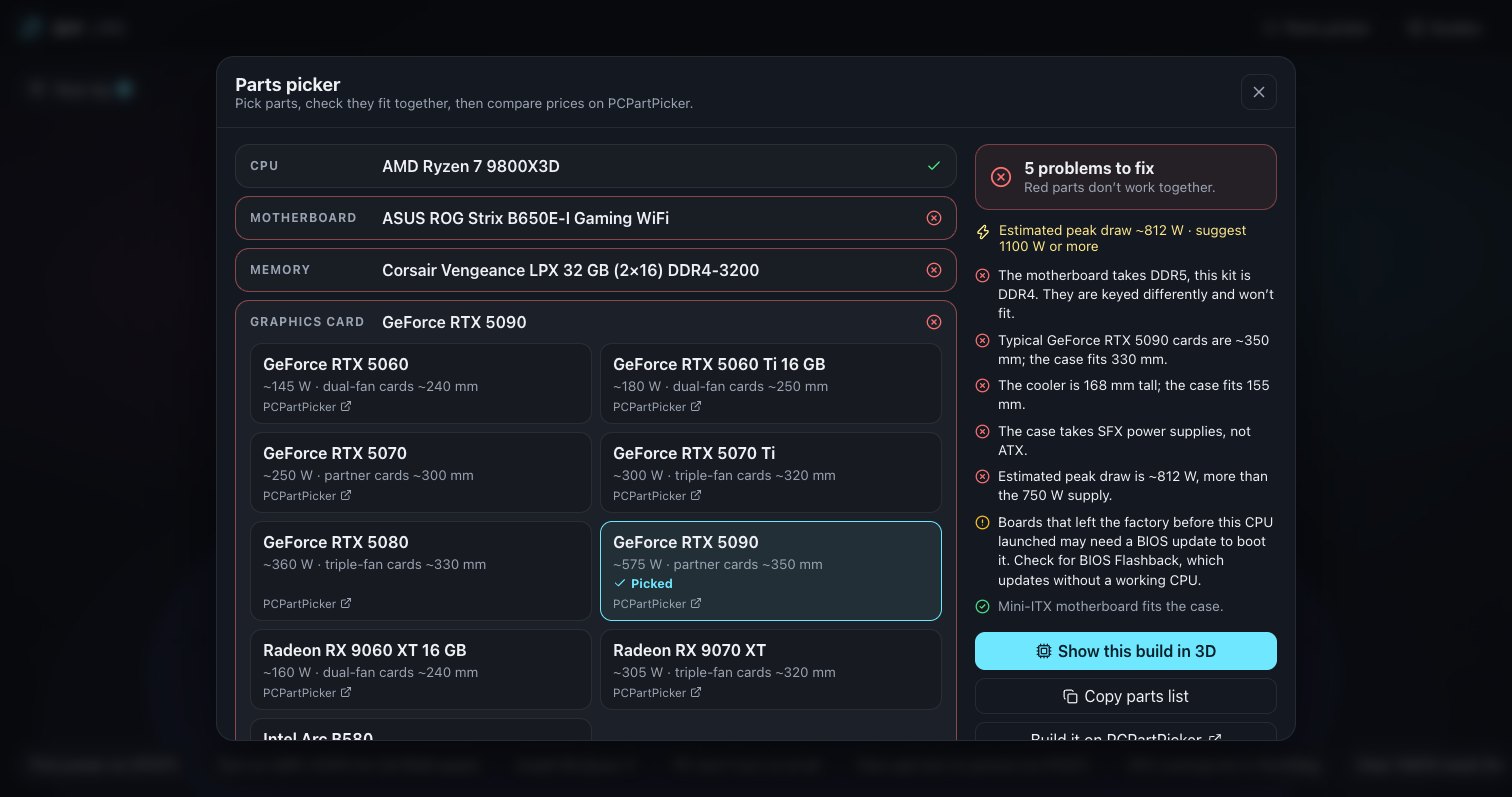 Parts picker
Pick parts, check they fit together, then compare prices on PCPartPicker.
CPU AMD Ryzen 7 9800X3D
MOTHERBOARD ASUS ROG Strix B650E-I Gaming WiFi
MEMORY Corsair Vengeance LPX 32 GB (2×16) DDR4-3200
GRAPHICS CARD GeForce RTX 5090
GeForce RTX 5060
~145 W · dual-fan cards ~240 mm
PCPartPicker
GeForce RTX 5060 Ti 16 GB
~180 W · dual-fan cards ~250 mm
PCPartPicker
GeForce RTX 5070
~250 W · partner cards ~300 mm
PCPartPicker
GeForce RTX 5070 Ti
~300 W · triple-fan cards ~320 mm
PCPartPicker
GeForce RTX 5080
~360 W · triple-fan cards ~330 mm
PCPartPicker
GeForce RTX 5090
~575 W · partner cards ~350 mm
Picked
PCPartPicker
Radeon RX 9060 XT 16 GB
~160 W · dual-fan cards ~240 mm
PCPartPicker
Radeon RX 9070 XT
~305 W · triple-fan cards ~320 mm
PCPartPicker
Intel Arc B580
5 problems to fix
Red parts don’t work together.
Estimated peak draw ~812 W · suggest
1100 W or more
The motherboard takes DDR5, this kit is
DDR4. They are keyed differently and won’t
fit.
Typical GeForce RTX 5090 cards are ~350
mm; the case fits 330 mm.
The cooler is 168 mm tall; the case fits 155
mm.
The case takes SFX power supplies, not
ATX.
Estimated peak draw is ~812 W, more than
the 750 W supply.
Boards that left the factory before this CPU
launched may need a BIOS update to boot
it. Check for BIOS Flashback, which
updates without a working CPU.
Mini-ITX motherboard fits the case.
Show this build in 3D
Copy parts list
Build it on PCPartPicker